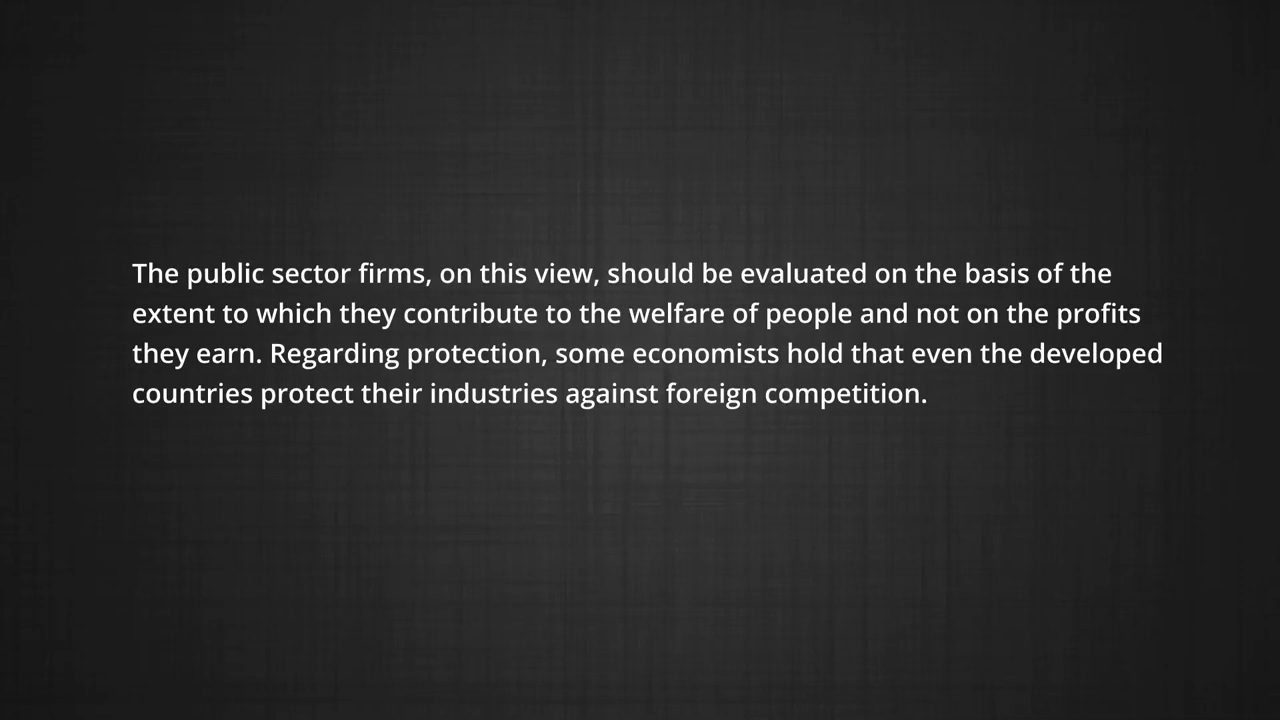 The public sector firms, on this view, should be evaluated on the basis of the
extent to which they contribute to the welfare of people and not on the profits
they earn. Regarding protection, some economists hold that even the developed
countries protect their industries against foreign competition.